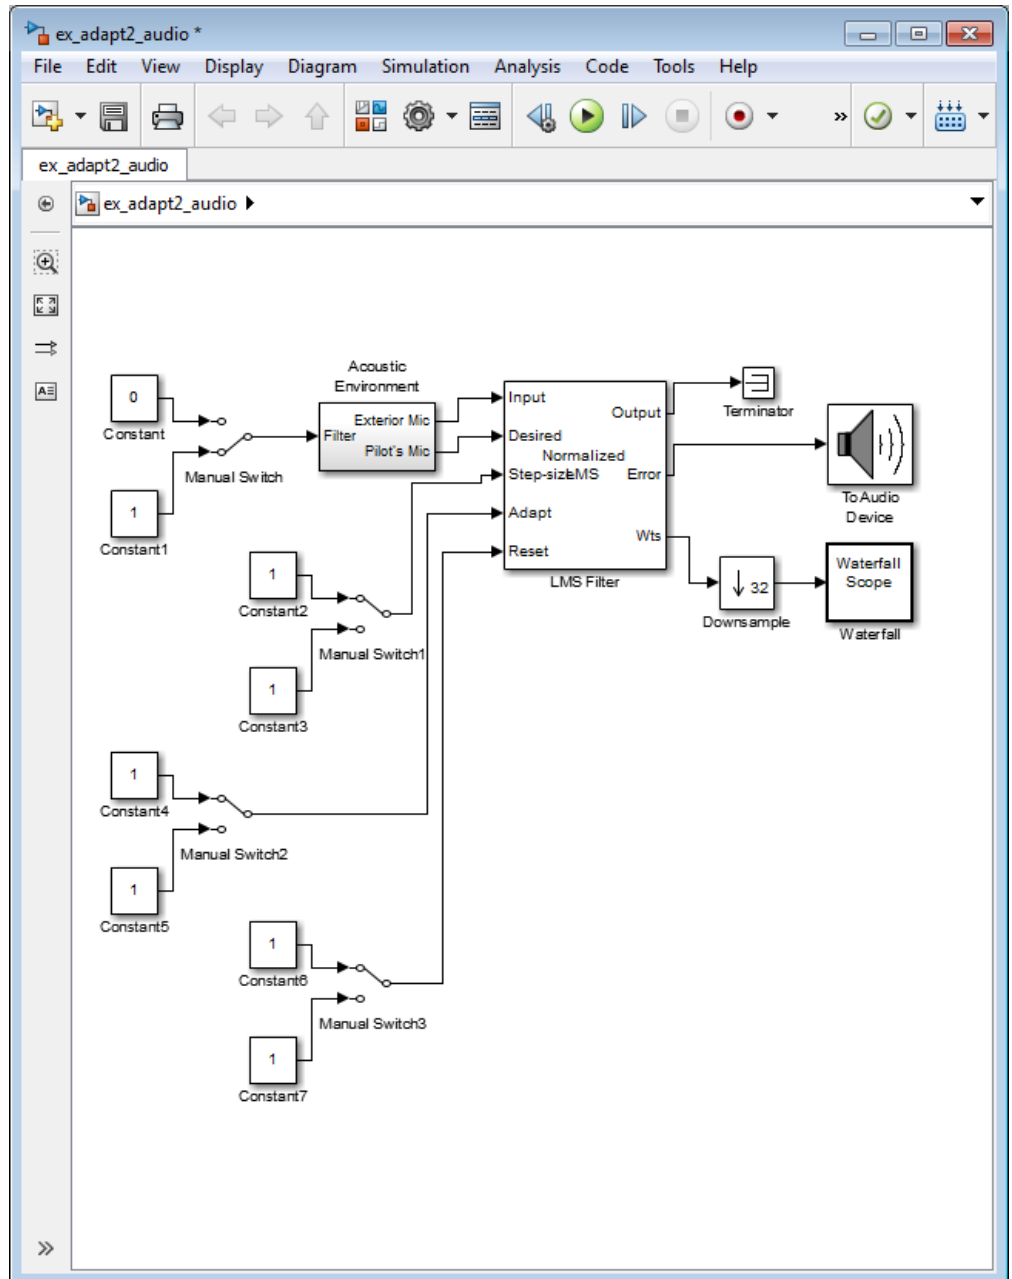 ex_adapt2_audio *
File Edit View Display Diagram Simulation Analysis Code Tools Help
»
ex_adapt2_audio
ex_adapt2_audio
Acoustic
Environment
0
Constant
1
Constant1
Manual Switch
Filter
Exterior Mic
Pilot's Mic
Input
Desired
Step-size
Adapt
Reset
Normalized
LMS
Output
Error
Wts
LMS Filter
Terminator
To Audio
Device
32
Downsample
Waterfall
Scope
Waterfall
1
Constant2
Manual Switch1
1
Constant3
1
Constant4
Manual Switch2
1
Constant5
1
Constant6
Manual Switch3
1
Constant7
A
»